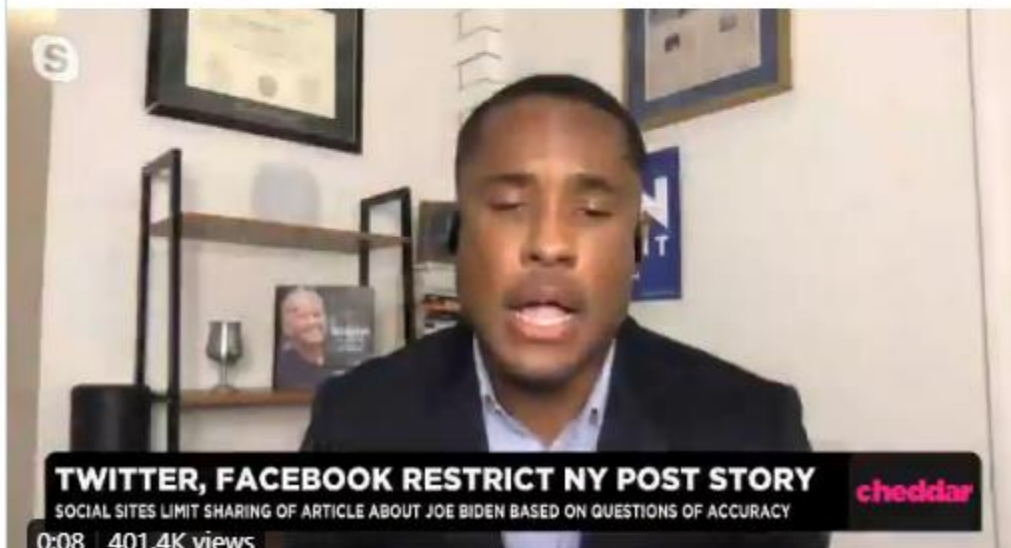 S
N
NT
TWITTER, FACEBOOK RESTRICT NY POST STORY
cheddar
SOCIAL SITES LIMIT SHARING OF ARTICLE ABOUT JOE BIDEN BASED ON QUESTIONS OF ACCURACY
0:08 401.4K views